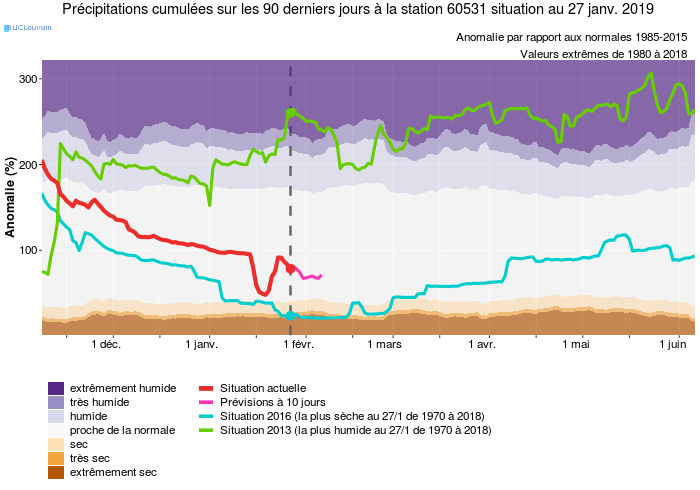 Précipitations cumulées sur les 90 derniers jours à la station 60531 situation au 27 janv. 2019
UCLouvain
Anomalie par rapport aux normales 1985-2015
Valeurs extrêmes de 1980 à 2018
300
200
100
Anomalie (%)
1 déc.
1 janv.
1 févr.
1 mars
1 avr.
1 mai
1 juin
extrêmement humide
très humide
humide
proche de la normale
sec
très sec
extrêmement sec
Situation actuelle
Prévisions à 10 jours
Situation 2016 (la plus sèche au 27/1 de 1970 à 2018)
Situation 2013 (la plus humide au 27/1 de 1970 à 2018)